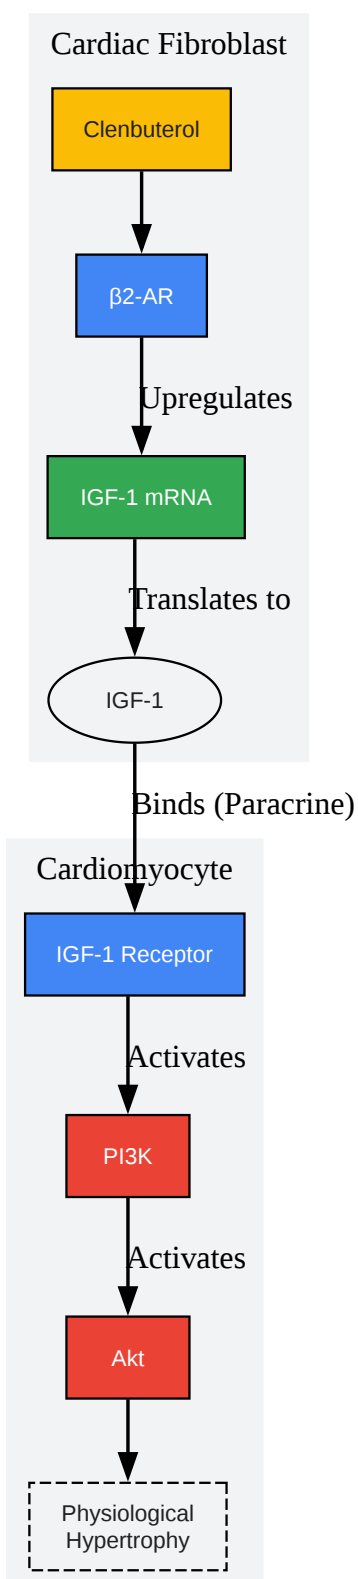 Cardiac Fibroblast
Clenbuterol
β2-AR
Upregulates
IGF-1 mRNA
Translates to
IGF-1
Binds (Paracrine)
Cardiomyocyte
IGF-1 Receptor
Activates
PI3K
Activates
Akt
Physiological
Hypertrophy